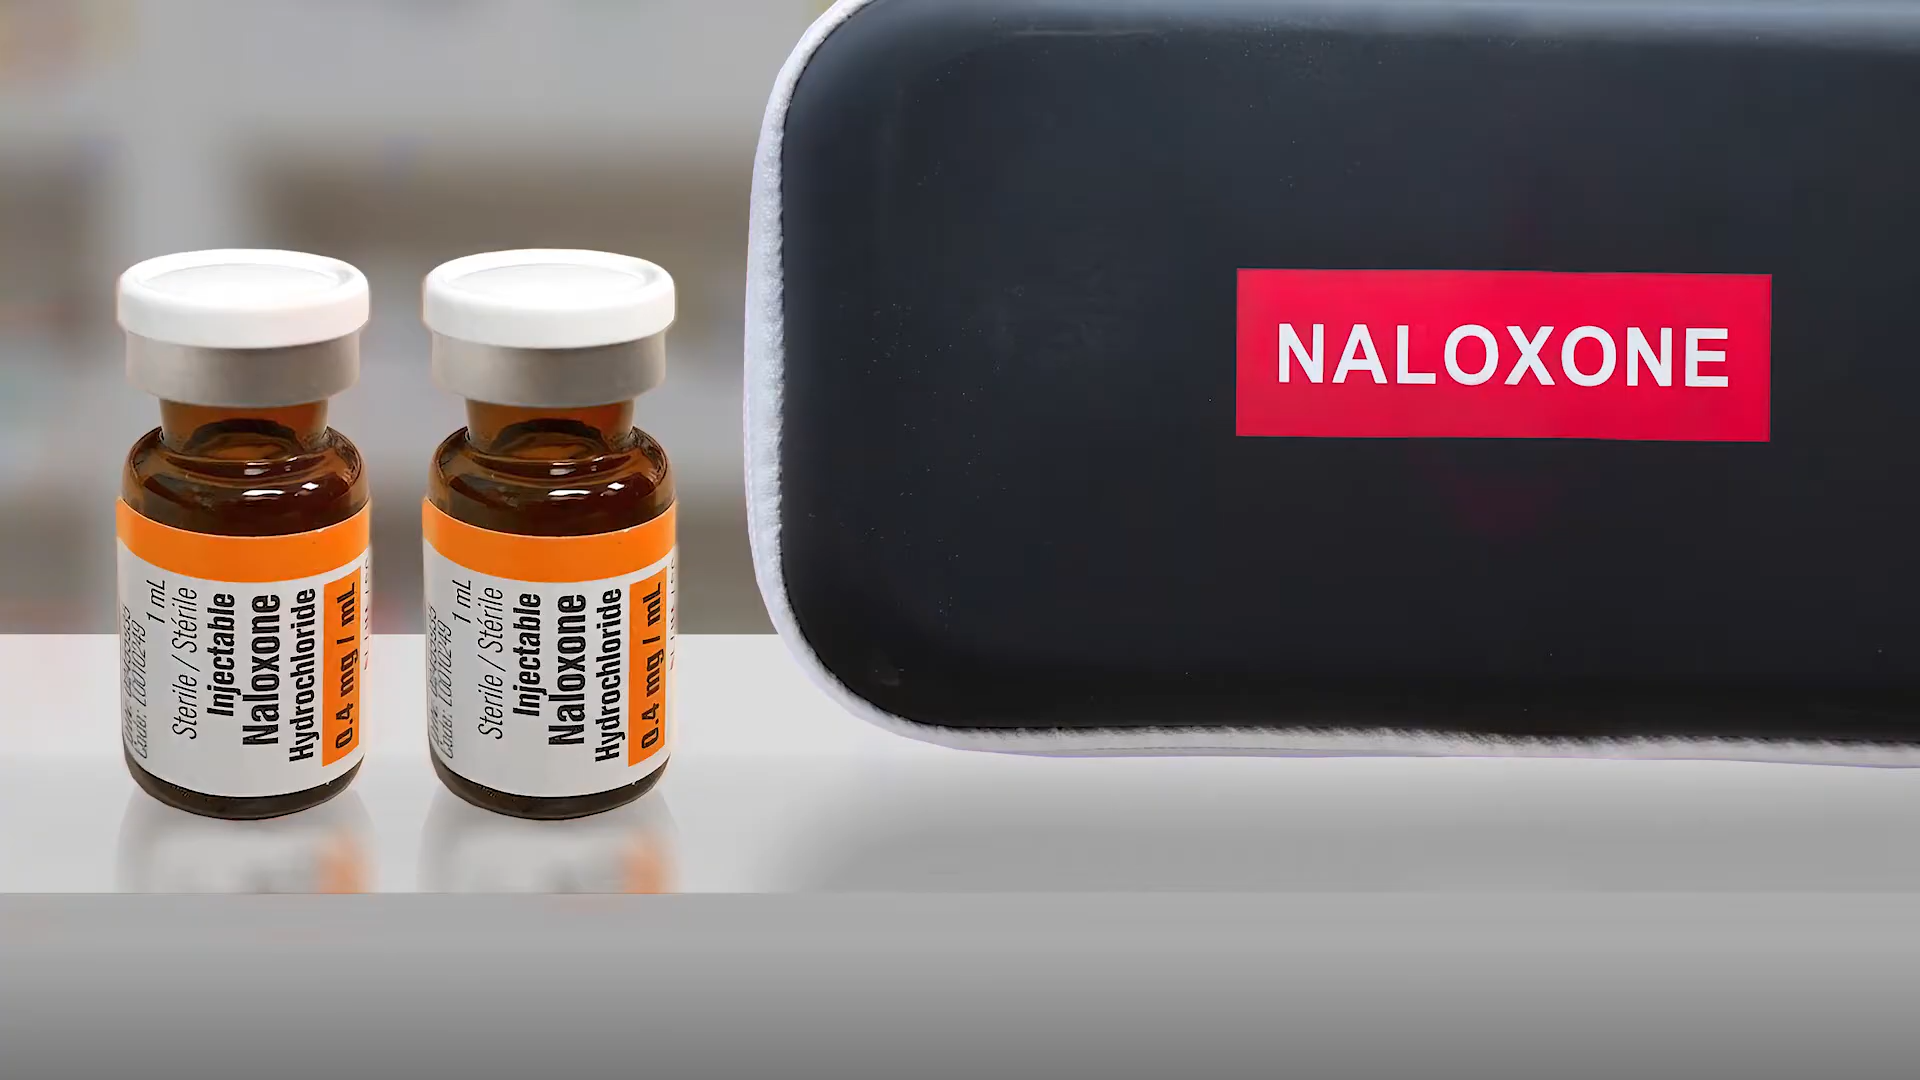 1 mL
Sterile / Stérile
Injectable
Naloxone
Hydrochloride
0.4 mg / mL
1 mL
Sterile / Stérile
Injectable
Naloxone
Hydrochloride
0.4 mg / mL
NALOXONE